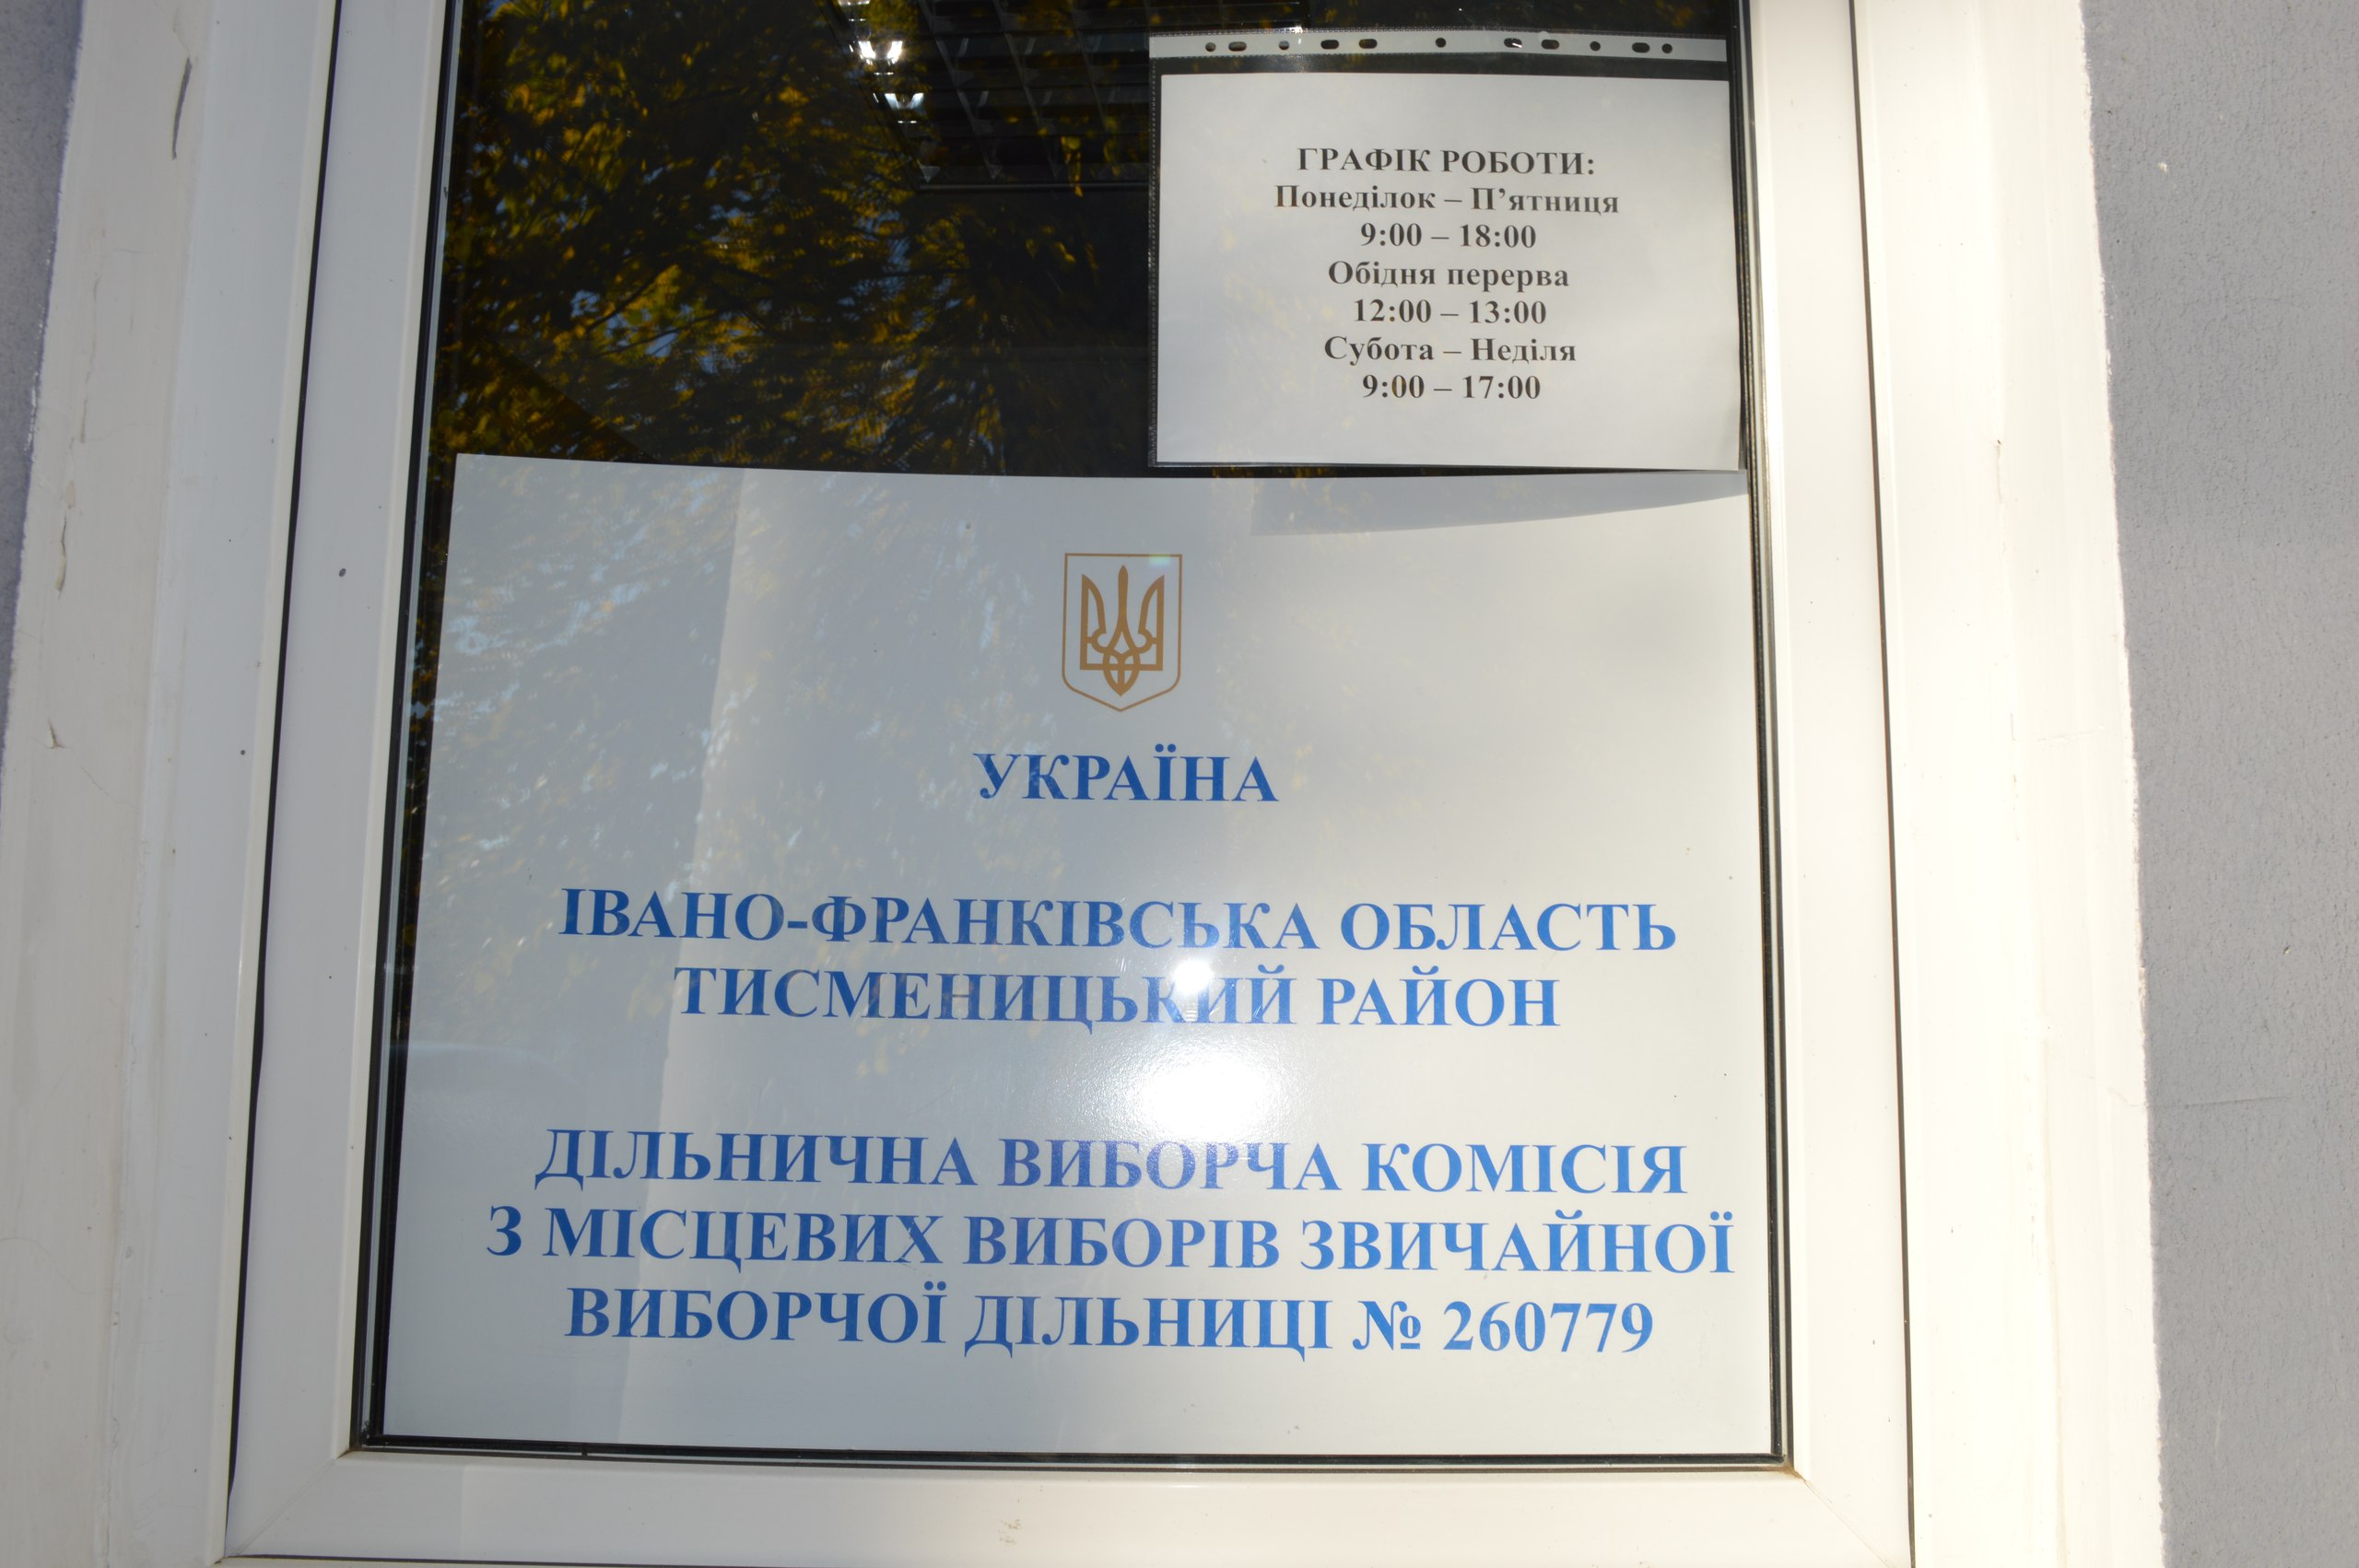 ГРАФІК РОБОТИ:
Понеділок – П’ятниця
9:00 – 18:00
Обідня перерва
12:00 – 13:00
Субота – Неділя
9:00 – 17:00
УКРАЇНА
ІВАНО-ФРАНКІВСЬКА ОБЛАСТЬ
ТИСМЕНИЦЬКИЙ РАЙОН
ДІЛЬНИЧНА ВИБОРЧА КОМІСІЯ
З МІСЦЕВИХ ВИБОРІВ ЗВИЧАЙНОЇ
ВИБОРЧОЇ ДІЛЬНИЦІ № 260779